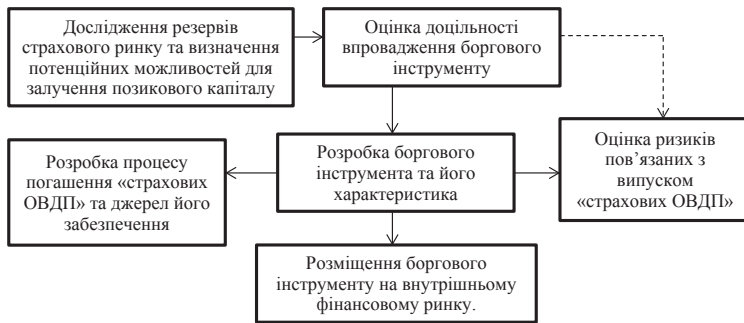 Дослідження резервів
страхового ринку та визначення
потенційних можливостей для
залучення позикового капіталу
Оцінка доцільності
впровадження боргового
інструменту
Розробка процесу
погашення «страхових
ОВДП» та джерел його
забезпечення
Розробка боргового
інструмента та його
характеристика
Оцінка ризиків
пов’язаних з
випуском
«страхових ОВДП»
Розміщення боргового
інструменту на внутрішньому
фінансовому ринку.